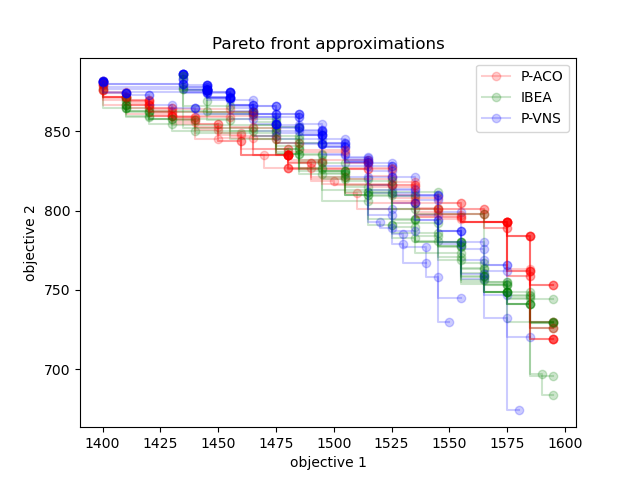 Pareto front approximations
P-ACO
IBEA
P-VNS
objective 2
850
800
750
700
1400 1425 1450 1475 1500 1525 1550 1575 1600
objective 1